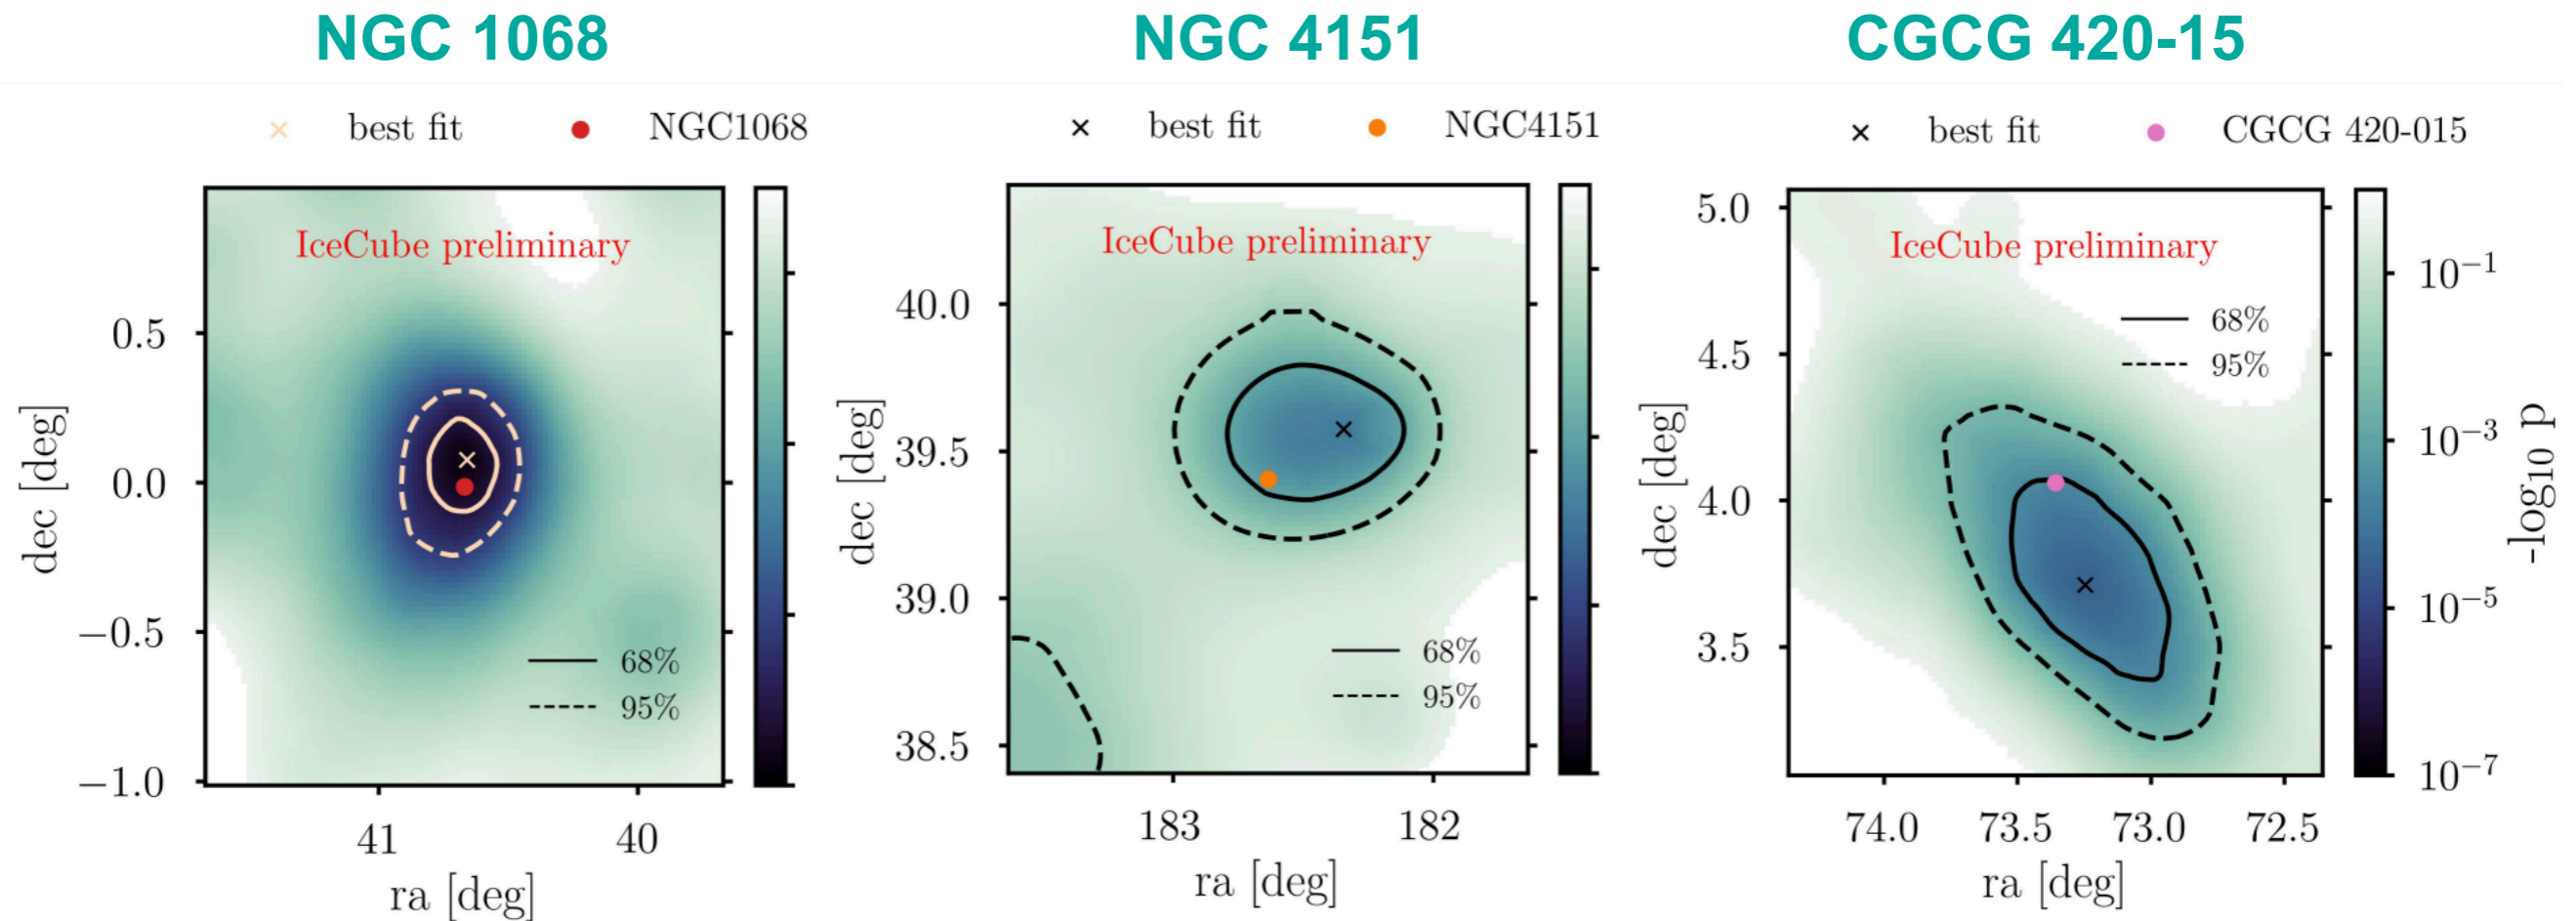 NGC 1068
× best fit ● NGC1068
IceCube preliminary
0.5
0.0
−0.5
−1.0
dec [deg]
68%
95%
41 40
ra [deg]
NGC 4151
× best fit ● NGC4151
IceCube preliminary
40.0
39.5
39.0
38.5
dec [deg]
68%
95%
183 182
ra [deg]
CGCG 420-15
× best fit ● CGCG 420-015
IceCube preliminary
5.0
4.5
4.0
3.5
dec [deg]
68%
95%
74.0 73.5 73.0 72.5
ra [deg]
10⁻¹
10⁻³
10⁻⁵
10⁻⁷
-log₁₀ p